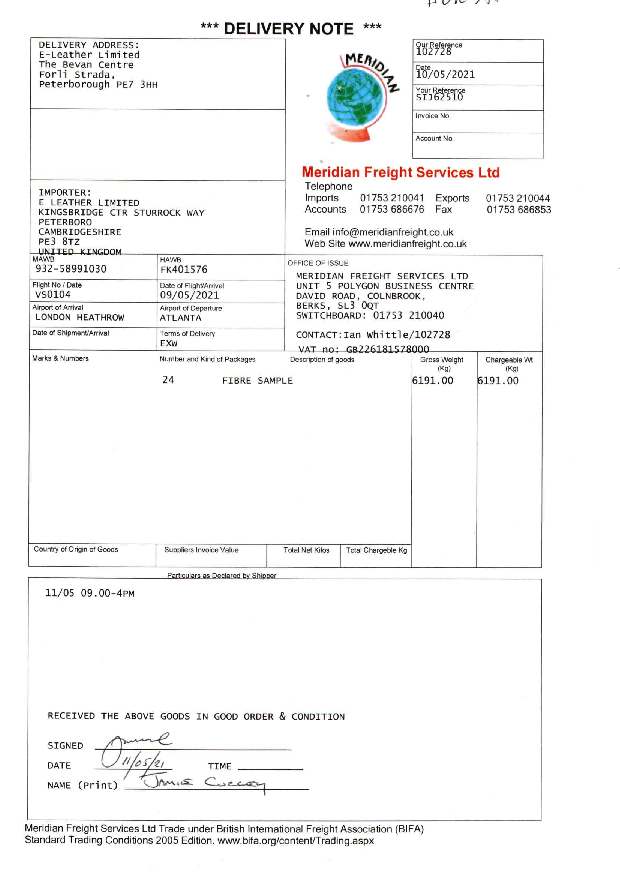 *** DELIVERY NOTE ***
DELIVERY ADDRESS:
E-Leather Limited
The Bevan Centre
Forli Strada,
Peterborough PE7 3HH
MERIDIAN
Our Reference
102728
Date
10/05/2021
Your Reference
STJ62510
Invoice No
Account No.
Meridian Freight Services Ltd
Telephone
Imports 01753 210041 Exports 01753 210044
Accounts 01753 686676 Fax 01753 686853
Email info@meridianfreight.co.uk
Web Site www.meridianfreight.co.uk
IMPORTER:
E LEATHER LIMITED
KINGSBRIDGE CTR STURROCK WAY
PETERBORO
CAMBRIDGESHIRE
PE3 8TZ
UNITED KINGDOM
MAWB
932-58991030
HAWB
FK401576
Flight No / Date
VS0104
Date of Flight/Arrival
09/05/2021
Airport of Arrival
LONDON HEATHROW
Airport of Departure
ATLANTA
Date of Shipment/Arrival
Terms of Delivery
EXW
OFFICE OF ISSUE
MERIDIAN FREIGHT SERVICES LTD
UNIT 5 POLYGON BUSINESS CENTRE
DAVID ROAD, COLNBROOK,
BERKS, SL3 0QT
SWITCHBOARD: 01753 210040
CONTACT:Ian Whittle/102728
VAT no: GB226181578000
Marks & Numbers Number and Kind of Packages Description of goods Gross Weight (Kg) Chargeable Wt (Kg)
24 FIBRE SAMPLE 6191.00 6191.00
Country of Origin of Goods Suppliers Invoice Value Total Net Kilos Total Chargeble Kg
Particulars as Declared by Shipper
11/05 09.00-4PM
RECEIVED THE ABOVE GOODS IN GOOD ORDER & CONDITION
SIGNED
DATE 11/05/21 TIME
NAME (Print) JAMIE
Meridian Freight Services Ltd Trade under British International Freight Association (BIFA)
Standard Trading Conditions 2005 Edition. www.bifa.org/content/Trading.aspx